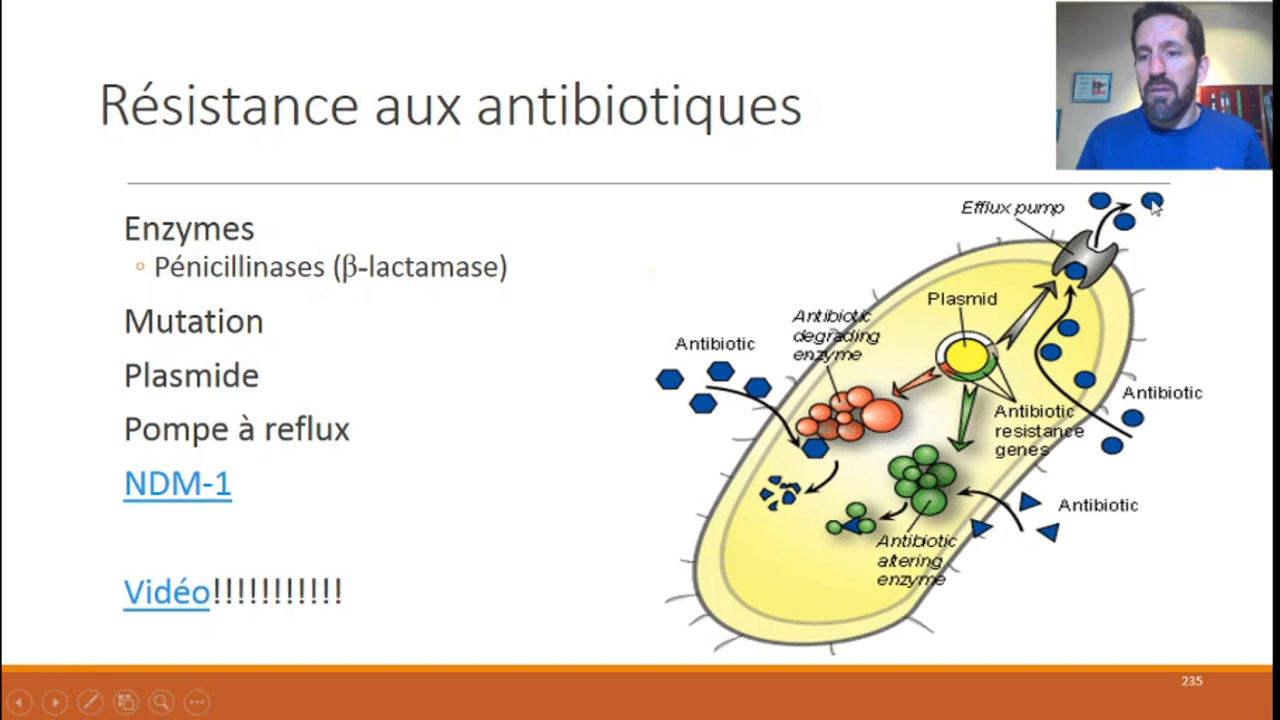 Résistance aux antibiotiques
Enzymes
Pénicillinases (β-lactamase)
Mutation
Plasmide
Pompe à reflux
NDM-1
Vidéo!!!!!!!!!!!
Efflux pump
Plasmid
Antibiotic
degrading
enzyme
Antibiotic
Antibiotic
Antibiotic
resistance
genes
Antibiotic
Antibiotic
altering
enzyme
235